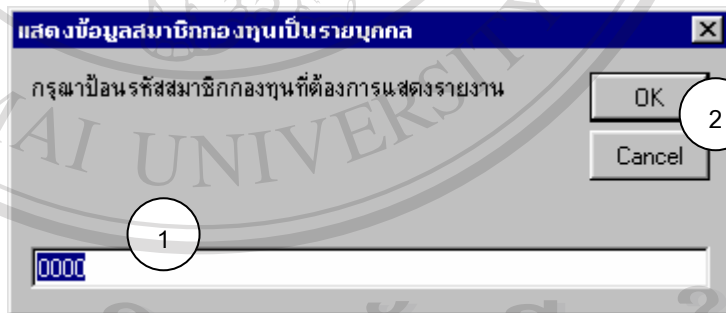 แสดงข้อมูลสมาชิกกองทุนเป็นรายบุคคล
กรุณาป้อนรหัสสมาชิกกองทุนที่ต้องการแสดงรายงาน
OK
2
Cancel
AI UNIVERSITY
1
0000